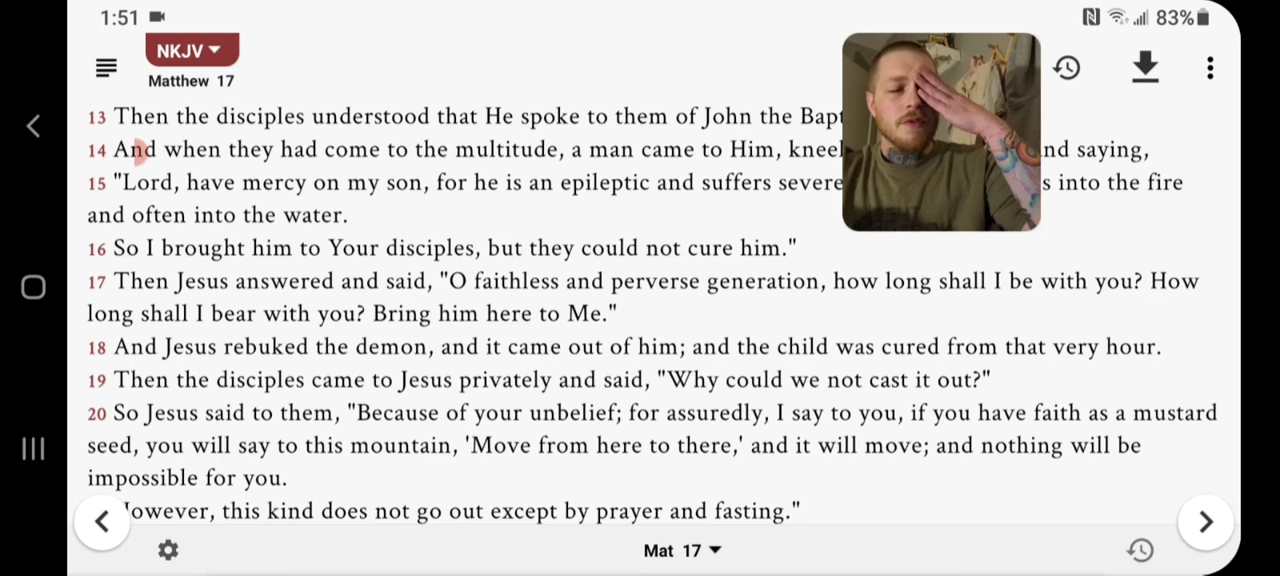 1:51 83%
NKJV
Matthew 17
13 Then the disciples understood that He spoke to them of John the
14 And when they had come to the multitude, a man came to Him, saying,
15 "Lord, have mercy on my son, for he is an epileptic and suffers into the fire
and often into the water.
16 So I brought him to Your disciples, but they could not cure him."
17 Then Jesus answered and said, "O faithless and perverse generation, how long shall I be with you? How
long shall I bear with you? Bring him here to Me."
18 And Jesus rebuked the demon, and it came out of him; and the child was cured from that very hour.
19 Then the disciples came to Jesus privately and said, "Why could we not cast it out?"
20 So Jesus said to them, "Because of your unbelief; for assuredly, I say to you, if you have faith as a mustard
seed, you will say to this mountain, 'Move from here to there,' and it will move; and nothing will be
impossible for you.
However, this kind does not go out except by prayer and fasting."
Mat 17